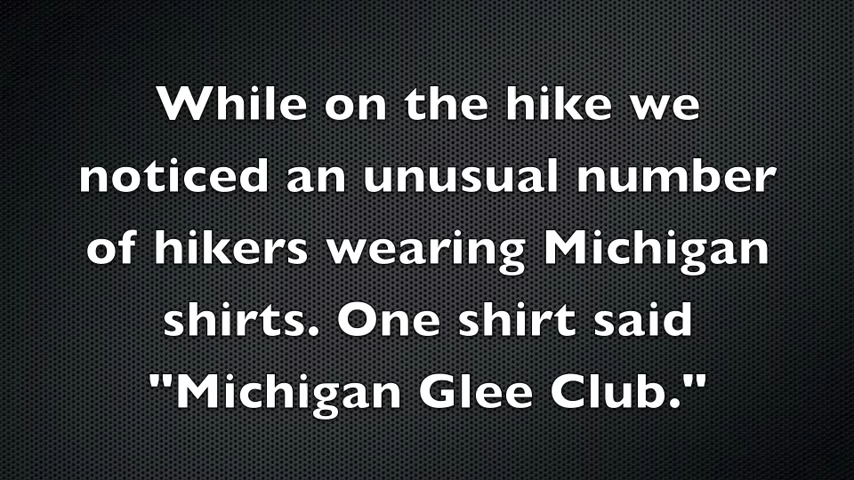 While on the hike we
noticed an unusual number
of hikers wearing Michigan
shirts. One shirt said
"Michigan Glee Club."